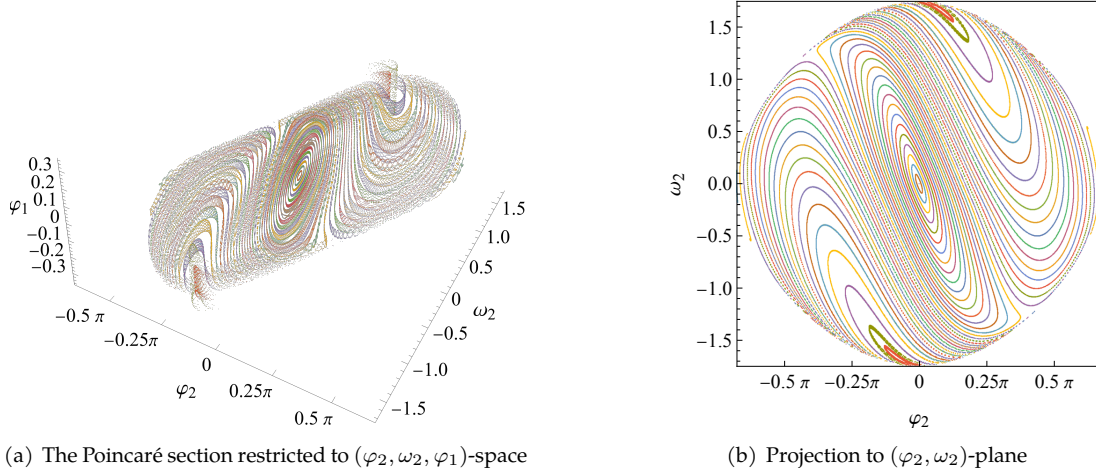 0.3
0.2
0.1
φ₁ 0
−0.1
−0.2
−0.3
−0.5 π
−0.25π
0
0.25π
0.5 π
φ₂
1.5
1.0
0.5
0
−0.5
−1.0
−1.5
ω₂
1.5
1.0
0.5
ω₂ 0.0
−0.5
−1.0
−1.5
−0.5 π −0.25π 0 0.25π 0.5 π
φ₂
(a) The Poincaré section restricted to (φ₂, ω₂, φ₁)-space
(b) Projection to (φ₂, ω₂)-plane